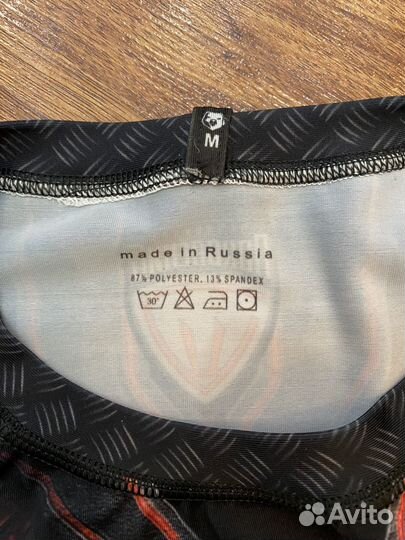 M
made in Russia
87% POLYESTER, 13% SPANDEX
30°
Avito